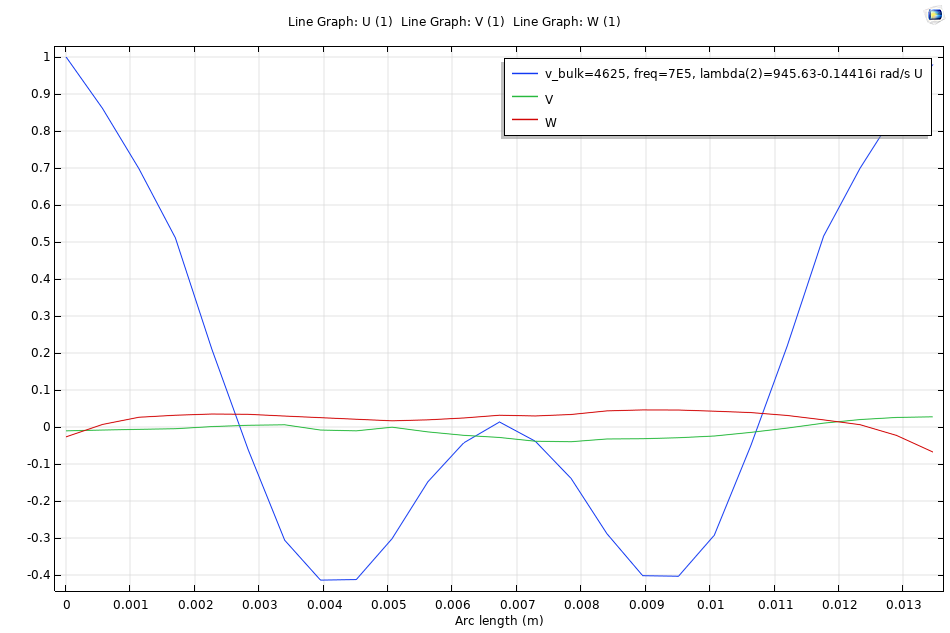 Line Graph: U (1)  Line Graph: V (1)  Line Graph: W (1)
v_bulk=4625, freq=7E5, lambda(2)=945.63-0.14416i rad/s U
V
W
1
0.9
0.8
0.7
0.6
0.5
0.4
0.3
0.2
0.1
0
-0.1
-0.2
-0.3
-0.4
0 0.001 0.002 0.003 0.004 0.005 0.006 0.007 0.008 0.009 0.01 0.011 0.012 0.013
Arc length (m)